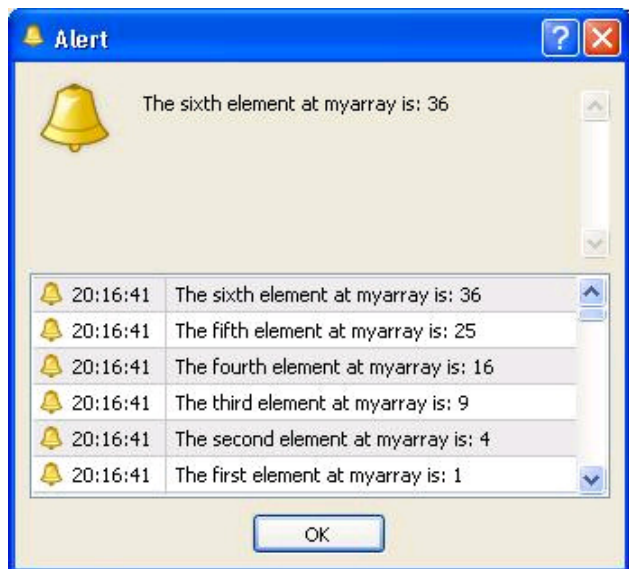 Alert
The sixth element at myarray is: 36
20:16:41 The sixth element at myarray is: 36
20:16:41 The fifth element at myarray is: 25
20:16:41 The fourth element at myarray is: 16
20:16:41 The third element at myarray is: 9
20:16:41 The second element at myarray is: 4
20:16:41 The first element at myarray is: 1
OK